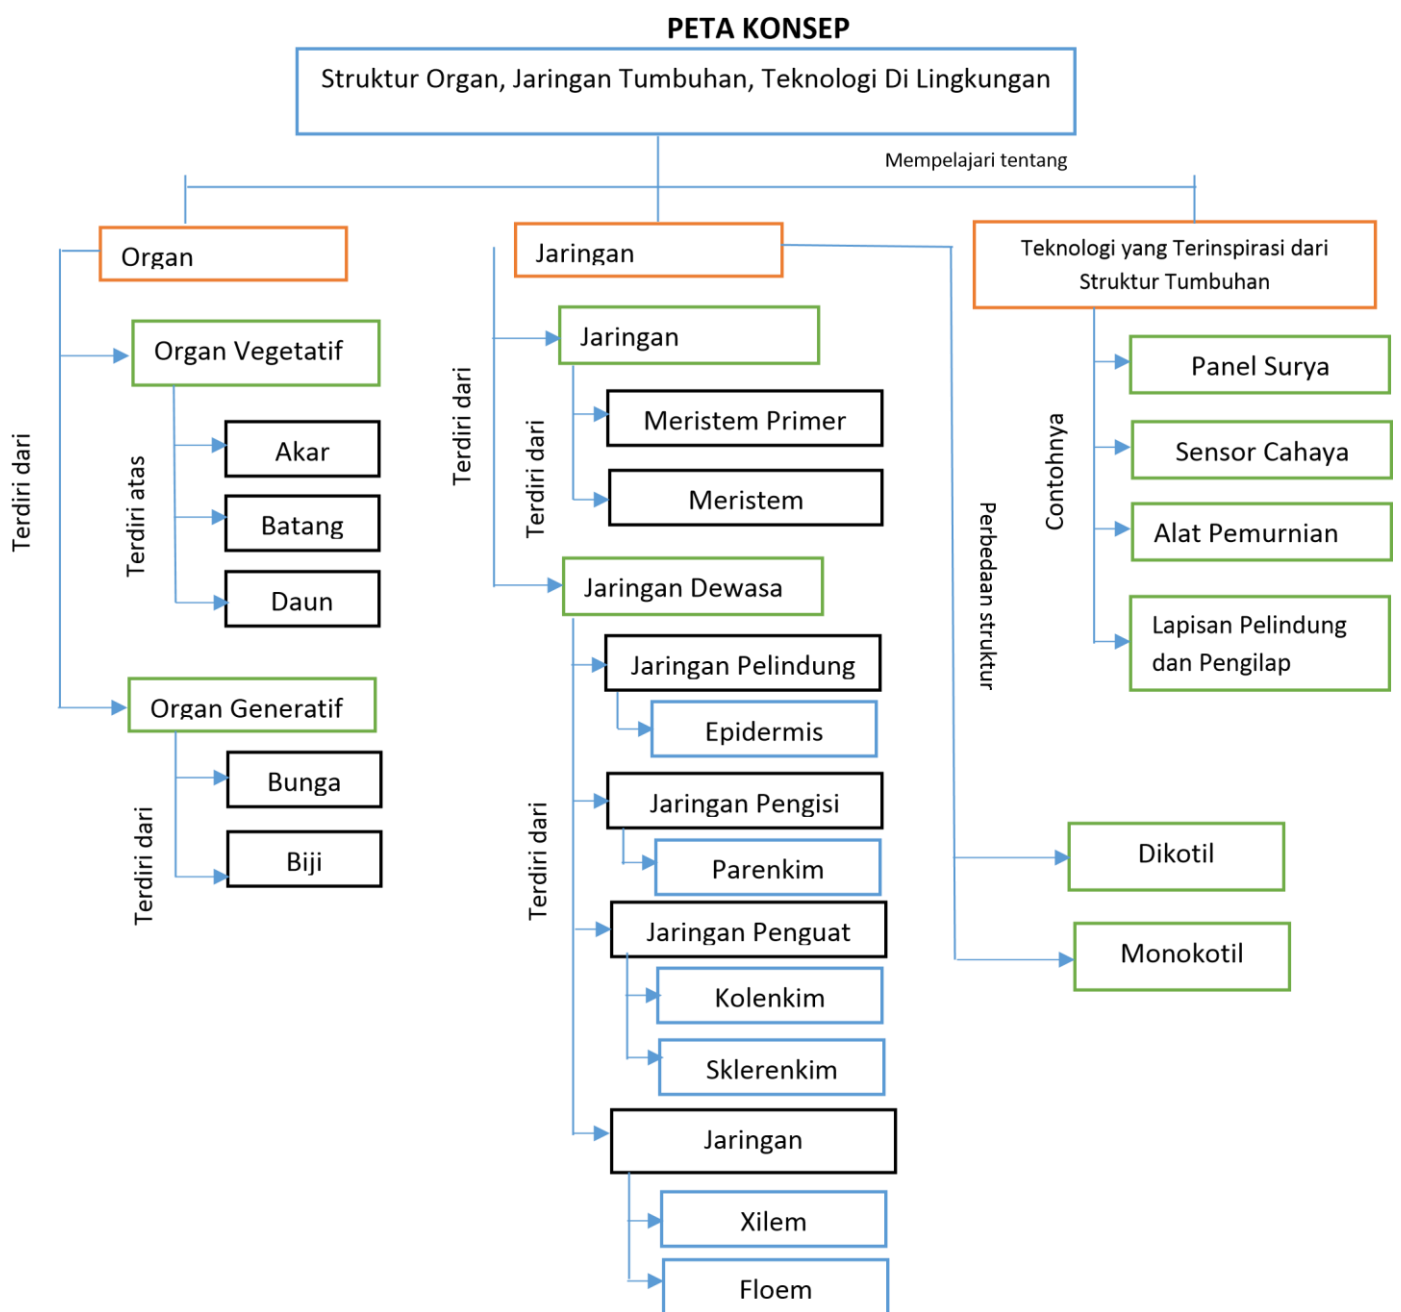 PETA KONSEP
Struktur Organ, Jaringan Tumbuhan, Teknologi Di Lingkungan
Mempelajari tentang
Organ
Terdiri dari
Organ Vegetatif
Terdiri atas
Akar
Batang
Daun
Organ Generatif
Terdiri dari
Bunga
Biji
Jaringan
Terdiri dari
Jaringan
Terdiri dari
Meristem Primer
Meristem
Jaringan Dewasa
Terdiri dari
Jaringan Pelindung
Epidermis
Jaringan Pengisi
Parenkim
Jaringan Penguat
Kolenkim
Sklerenkim
Jaringan
Xilem
Floem
Perbedaan struktur
Dikotil
Monokotil
Teknologi yang Terinspirasi dari
Struktur Tumbuhan
Contohnya
Panel Surya
Sensor Cahaya
Alat Pemurnian
Lapisan Pelindung
dan Pengilap